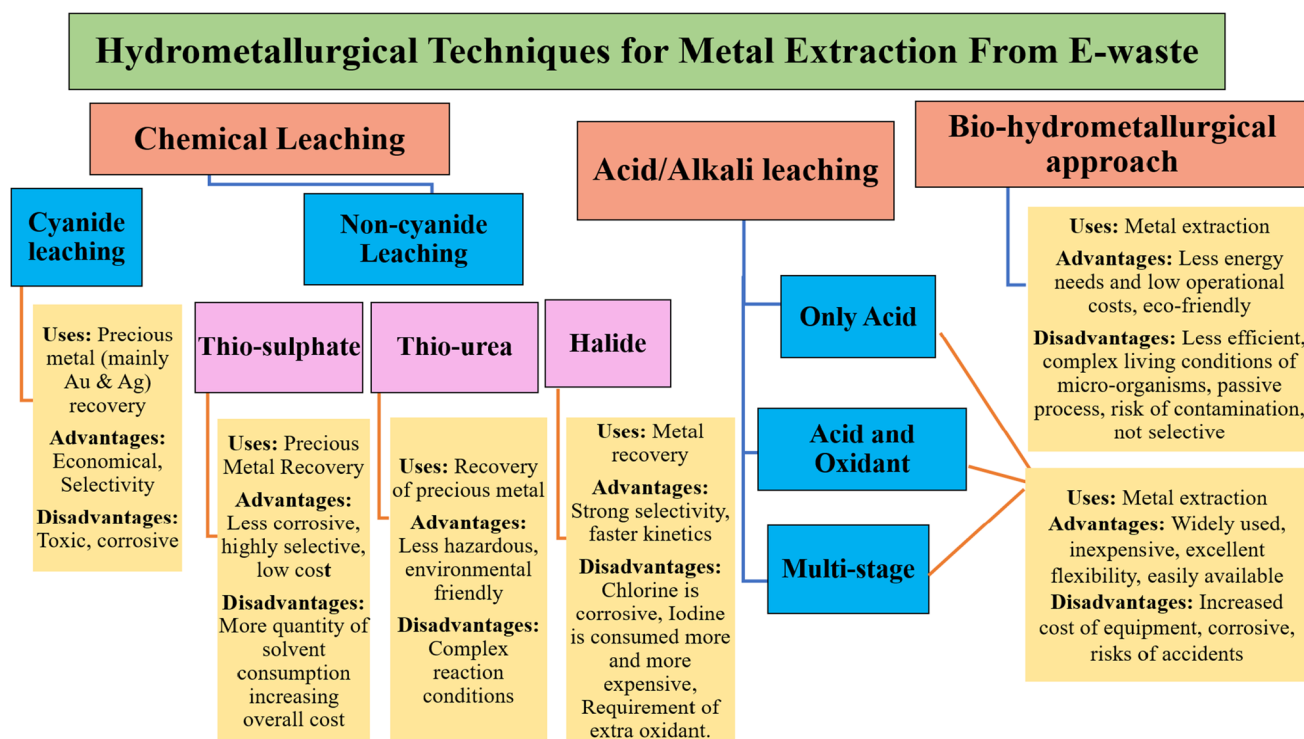 Hydrometallurgical Techniques for Metal Extraction From E-waste
Chemical Leaching
Cyanide
leaching
Uses: Precious
metal (mainly
Au & Ag)
recovery
Advantages:
Economical,
Selectivity
Disadvantages:
Toxic, corrosive
Non-cyanide
Leaching
Thio-sulphate
Uses: Precious
Metal Recovery
Advantages:
Less corrosive,
highly selective,
low cost
Disadvantages:
More quantity of
solvent
consumption
increasing
overall cost
Thio-urea
Uses: Recovery
of precious metal
Advantages:
Less hazardous,
environmental
friendly
Disadvantages:
Complex
reaction
conditions
Halide
Uses: Metal
recovery
Advantages:
Strong selectivity,
faster kinetics
Disadvantages:
Chlorine is
corrosive, Iodine
is consumed more
and more
expensive,
Requirement of
extra oxidant.
Acid/Alkali leaching
Only Acid
Acid and
Oxidant
Multi-stage
Uses: Metal extraction
Advantages: Widely used,
inexpensive, excellent
flexibility, easily available
Disadvantages: Increased
cost of equipment, corrosive,
risks of accidents
Bio-hydrometallurgical
approach
Uses: Metal extraction
Advantages: Less energy
needs and low operational
costs, eco-friendly
Disadvantages: Less efficient,
complex living conditions of
micro-organisms, passive
process, risk of contamination,
not selective